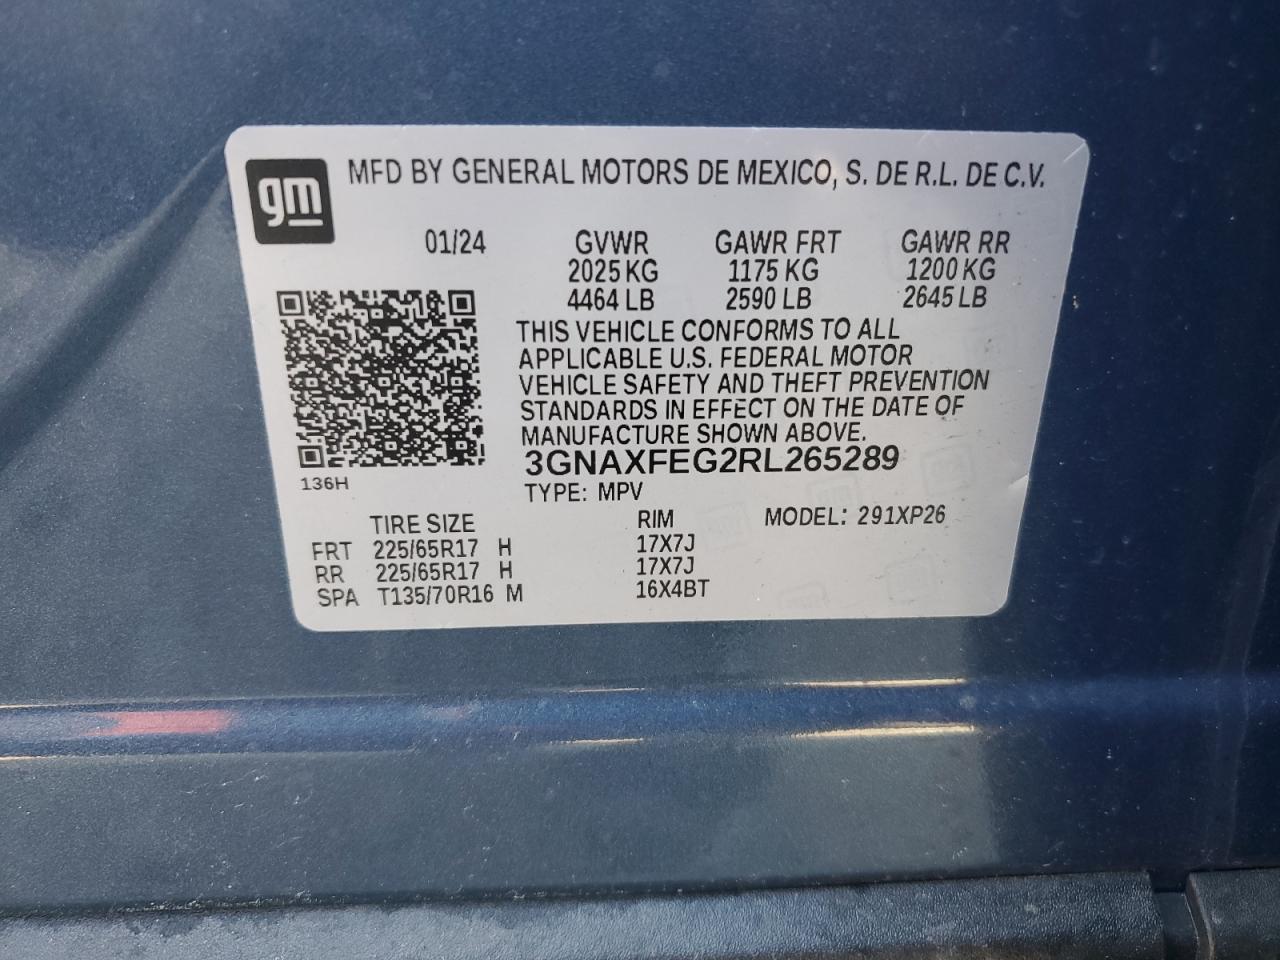 gm
MFD BY GENERAL MOTORS DE MEXICO, S. DE R.L. DE C.V.
01/24 GVWR GAWR FRT GAWR RR
2025 KG 1175 KG 1200 KG
4464 LB 2590 LB 2645 LB
THIS VEHICLE CONFORMS TO ALL
APPLICABLE U.S. FEDERAL MOTOR
VEHICLE SAFETY AND THEFT PREVENTION
STANDARDS IN EFFECT ON THE DATE OF
MANUFACTURE SHOWN ABOVE.
3GNAXFEG2RL265289
136H
TYPE: MPV
TIRE SIZE RIM MODEL: 291XP26
FRT 225/65R17 H 17X7J
RR 225/65R17 H 17X7J
SPA T135/70R16 M 16X4BT